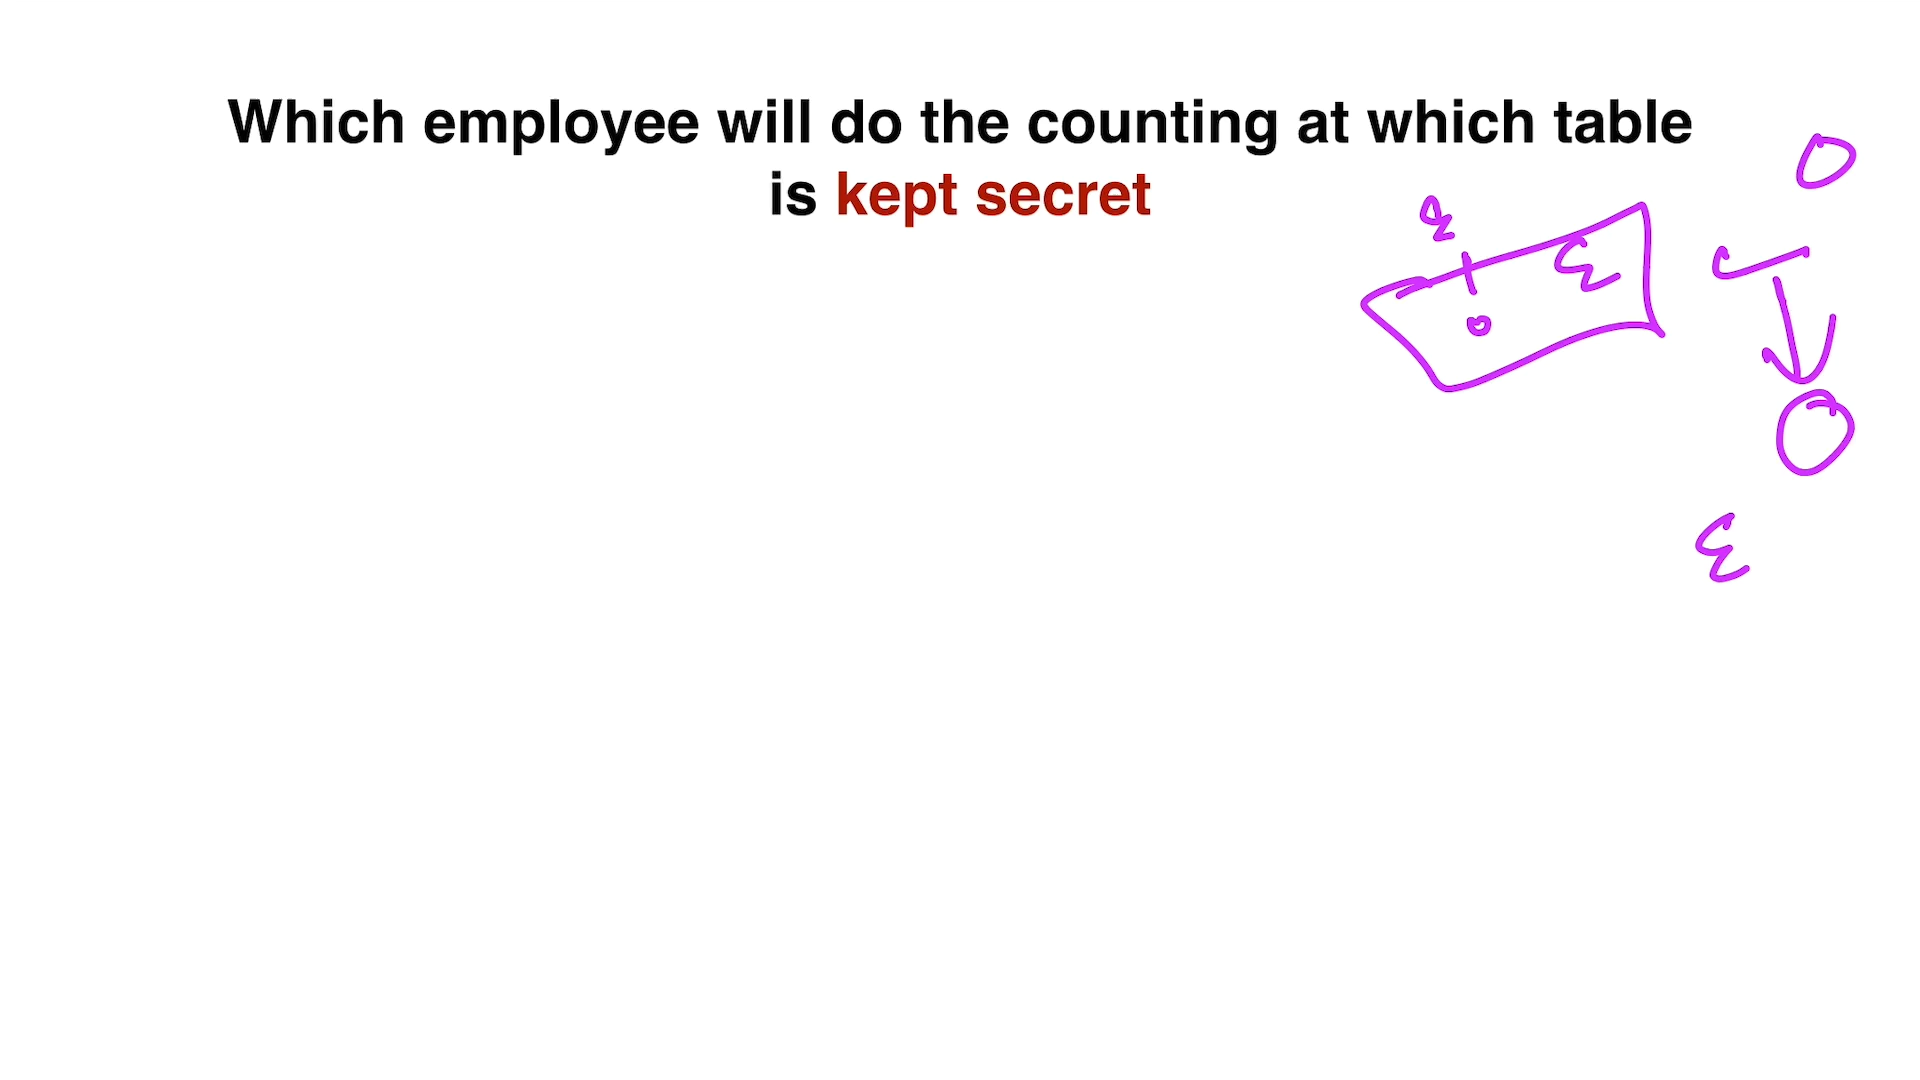 Which employee will do the counting at which table
is kept secret